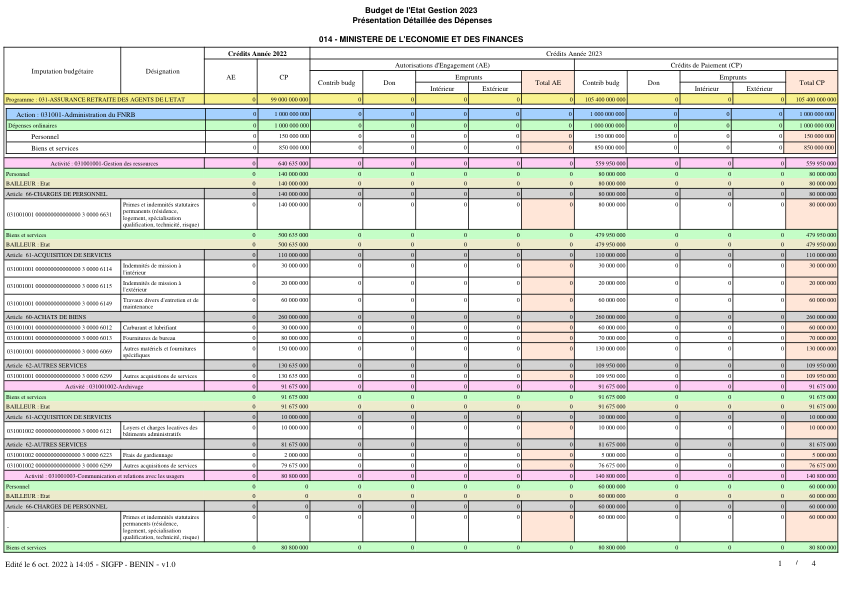 Budget de l'Etat Gestion 2023
Présentation Détaillée des Dépenses
014 - MINISTERE DE L'ECONOMIE ET DES FINANCES
Imputation budgétaire Désignation Crédits Année 2022 Crédits Année 2023
AE CP Autorisations d'Engagement (AE) Crédits de Paiement (CP)
Contrib budg Don Emprunts Total AE Contrib budg Don Emprunts Total CP
Intérieur Extérieur Intérieur Extérieur
Programme : 031-ASSURANCE RETRAITE DES AGENTS DE L'ETAT 0 99 000 000 000 0 0 0 0 0 105 400 000 000 0 0 0 105 400 000 000
Action : 031001-Administration du FNRB 0 1 000 000 000 0 0 0 0 0 1 000 000 000 0 0 0 1 000 000 000
Dépenses ordinaires 0 1 000 000 000 0 0 0 0 0 1 000 000 000 0 0 0 1 000 000 000
Personnel 0 150 000 000 0 0 0 0 0 150 000 000 0 0 0 150 000 000
Biens et services 0 850 000 000 0 0 0 0 0 850 000 000 0 0 0 850 000 000
Activité : 031001001-Gestion des ressources 0 640 635 000 0 0 0 0 0 559 950 000 0 0 0 559 950 000
Personnel 0 140 000 000 0 0 0 0 0 80 000 000 0 0 0 80 000 000
BAILLEUR : Etat 0 140 000 000 0 0 0 0 0 80 000 000 0 0 0 80 000 000
Article 66-CHARGES DE PERSONNEL 0 140 000 000 0 0 0 0 0 80 000 000 0 0 0 80 000 000
031001001 0000000000000000 3 0000 6631 Primes et indemnités statutaires permanents (résidence, logement, spécialisation qualification, technicité, risque) 0 140 000 000 0 0 0 0 0 80 000 000 0 0 0 80 000 000
Biens et services 0 500 635 000 0 0 0 0 0 479 950 000 0 0 0 479 950 000
BAILLEUR : Etat 0 500 635 000 0 0 0 0 0 479 950 000 0 0 0 479 950 000
Article 61-ACQUISITION DE SERVICES 0 110 000 000 0 0 0 0 0 110 000 000 0 0 0 110 000 000
031001001 0000000000000000 3 0000 6114 Indemnités de mission à l'intérieur 0 30 000 000 0 0 0 0 0 30 000 000 0 0 0 30 000 000
031001001 0000000000000000 3 0000 6115 Indemnités de mission à l'extérieur 0 20 000 000 0 0 0 0 0 20 000 000 0 0 0 20 000 000
031001001 0000000000000000 3 0000 6149 Travaux divers d'entretien et de maintenance 0 60 000 000 0 0 0 0 0 60 000 000 0 0 0 60 000 000
Article 60-ACHATS DE BIENS 0 260 000 000 0 0 0 0 0 260 000 000 0 0 0 260 000 000
031001001 0000000000000000 3 0000 6012 Carburant et lubrifiant 0 30 000 000 0 0 0 0 0 60 000 000 0 0 0 60 000 000
031001001 0000000000000000 3 0000 6013 Fournitures de bureau 0 80 000 000 0 0 0 0 0 70 000 000 0 0 0 70 000 000
031001001 0000000000000000 3 0000 6069 Autres matériels et fournitures spécifiques 0 150 000 000 0 0 0 0 0 130 000 000 0 0 0 130 000 000
Article 62-AUTRES SERVICES 0 130 635 000 0 0 0 0 0 109 950 000 0 0 0 109 950 000
031001001 0000000000000000 3 0000 6299 Autres acquisitions de services 0 130 635 000 0 0 0 0 0 109 950 000 0 0 0 109 950 000
Activité :031001002-Archivage 0 91 675 000 0 0 0 0 0 91 675 000 0 0 0 91 675 000
Biens et services 0 91 675 000 0 0 0 0 0 91 675 000 0 0 0 91 675 000
BAILLEUR : Etat 0 91 675 000 0 0 0 0 0 91 675 000 0 0 0 91 675 000
Article 61-ACQUISITION DE SERVICES 0 10 000 000 0 0 0 0 0 10 000 000 0 0 0 10 000 000
031001002 0000000000000000 3 0000 6121 Loyers et charges locatives des bâtiments administratifs 0 10 000 000 0 0 0 0 0 10 000 000 0 0 0 10 000 000
Article 62-AUTRES SERVICES 0 81 675 000 0 0 0 0 0 81 675 000 0 0 0 81 675 000
031001002 0000000000000000 3 0000 6223 Frais de gardiennage 0 2 000 000 0 0 0 0 0 5 000 000 0 0 0 5 000 000
031001002 0000000000000000 3 0000 6299 Autres acquisitions de services 0 79 675 000 0 0 0 0 0 76 675 000 0 0 0 76 675 000
Activité : 031001003-Communication et relations avec les usagers 0 80 800 000 0 0 0 0 0 140 800 000 0 0 0 140 800 000
Personnel 0 0 0 0 0 0 0 60 000 000 0 0 0 60 000 000
BAILLEUR : Etat 0 0 0 0 0 0 0 60 000 000 0 0 0 60 000 000
Article 66-CHARGES DE PERSONNEL 0 0 0 0 0 0 0 60 000 000 0 0 0 60 000 000
- Primes et indemnités statutaires permanents (résidence, logement, spécialisation qualification, technicité, risque) 0 0 0 0 0 0 0 60 000 000 0 0 0 60 000 000
Biens et services 0 80 800 000 0 0 0 0 0 80 800 000 0 0 0 80 800 000
Edité le 6 oct. 2022 à 14:05 - SIGFP - BENIN - v1.0 1 / 4